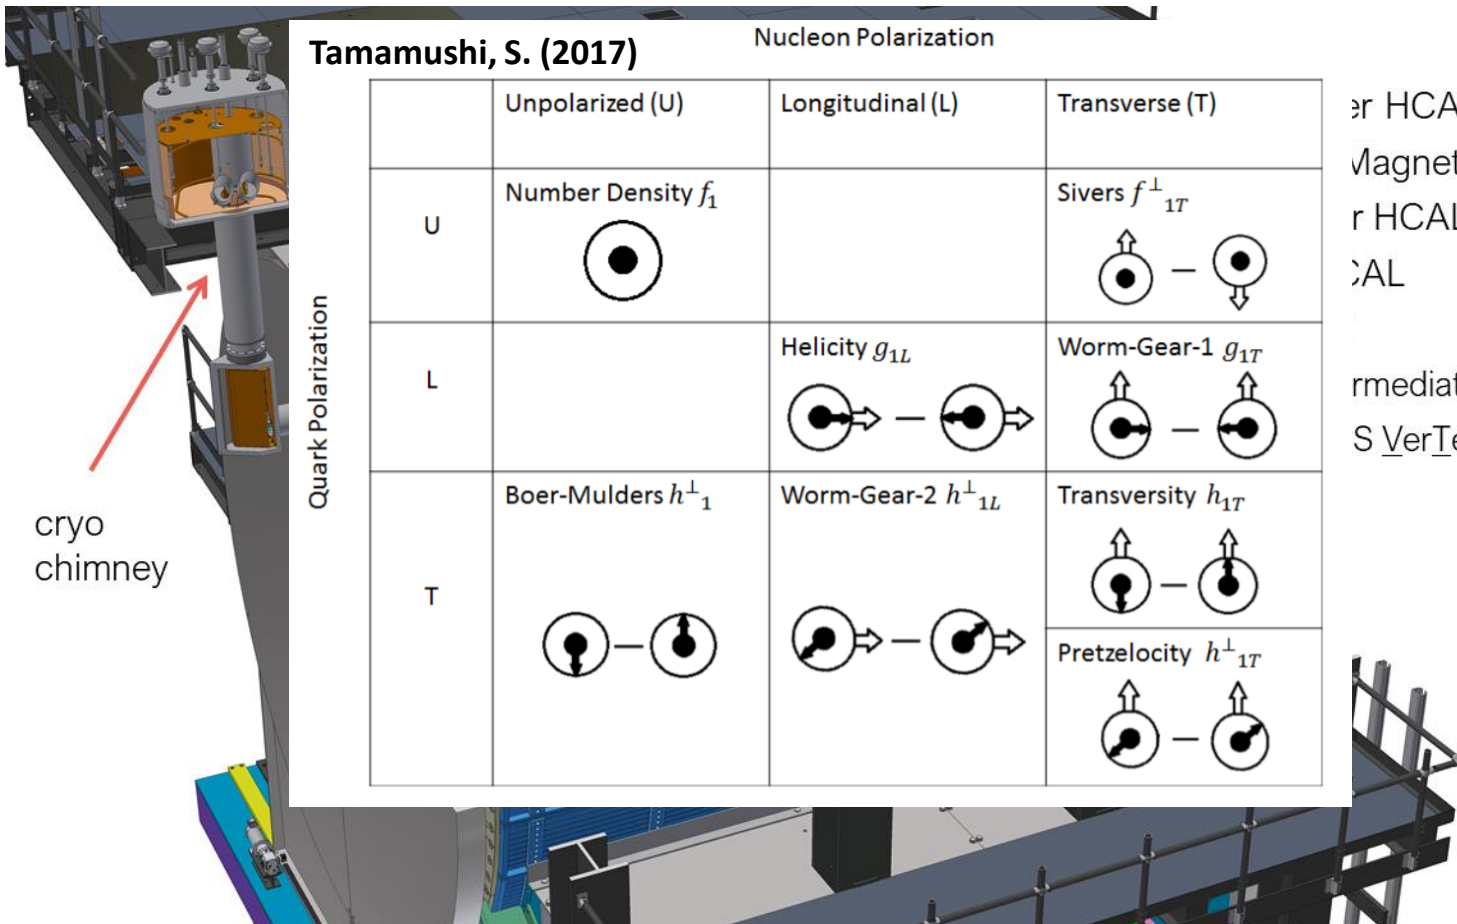 Tamamushi, S. (2017)
Nucleon Polarization
Unpolarized (U)
Longitudinal (L)
Transverse (T)
Quark Polarization
U
Number Density f₁
Sivers f⊥₁T
L
Helicity g₁L
Worm-Gear-1 g₁T
T
Boer-Mulders h⊥₁
Worm-Gear-2 h⊥₁L
Transversity h₁T
Pretzelocity h⊥₁T
cryo
chimney
er HCA
Magnet
r HCAL
CAL
rmediat
S VerTe